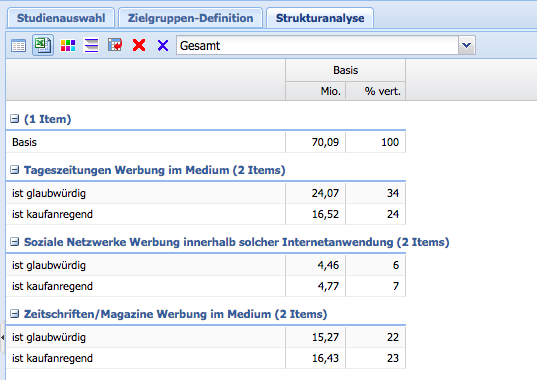 Studienauswahl Zielgruppen-Definition Strukturanalyse
Gesamt
Basis
Mio. % vert.
(1 Item)
Basis 70,09 100
Tageszeitungen Werbung im Medium (2 Items)
ist glaubwürdig 24,07 34
ist kaufanregend 16,52 24
Soziale Netzwerke Werbung innerhalb solcher Internetanwendung (2 Items)
ist glaubwürdig 4,46 6
ist kaufanregend 4,77 7
Zeitschriften/Magazine Werbung im Medium (2 Items)
ist glaubwürdig 15,27 22
ist kaufanregend 16,43 23